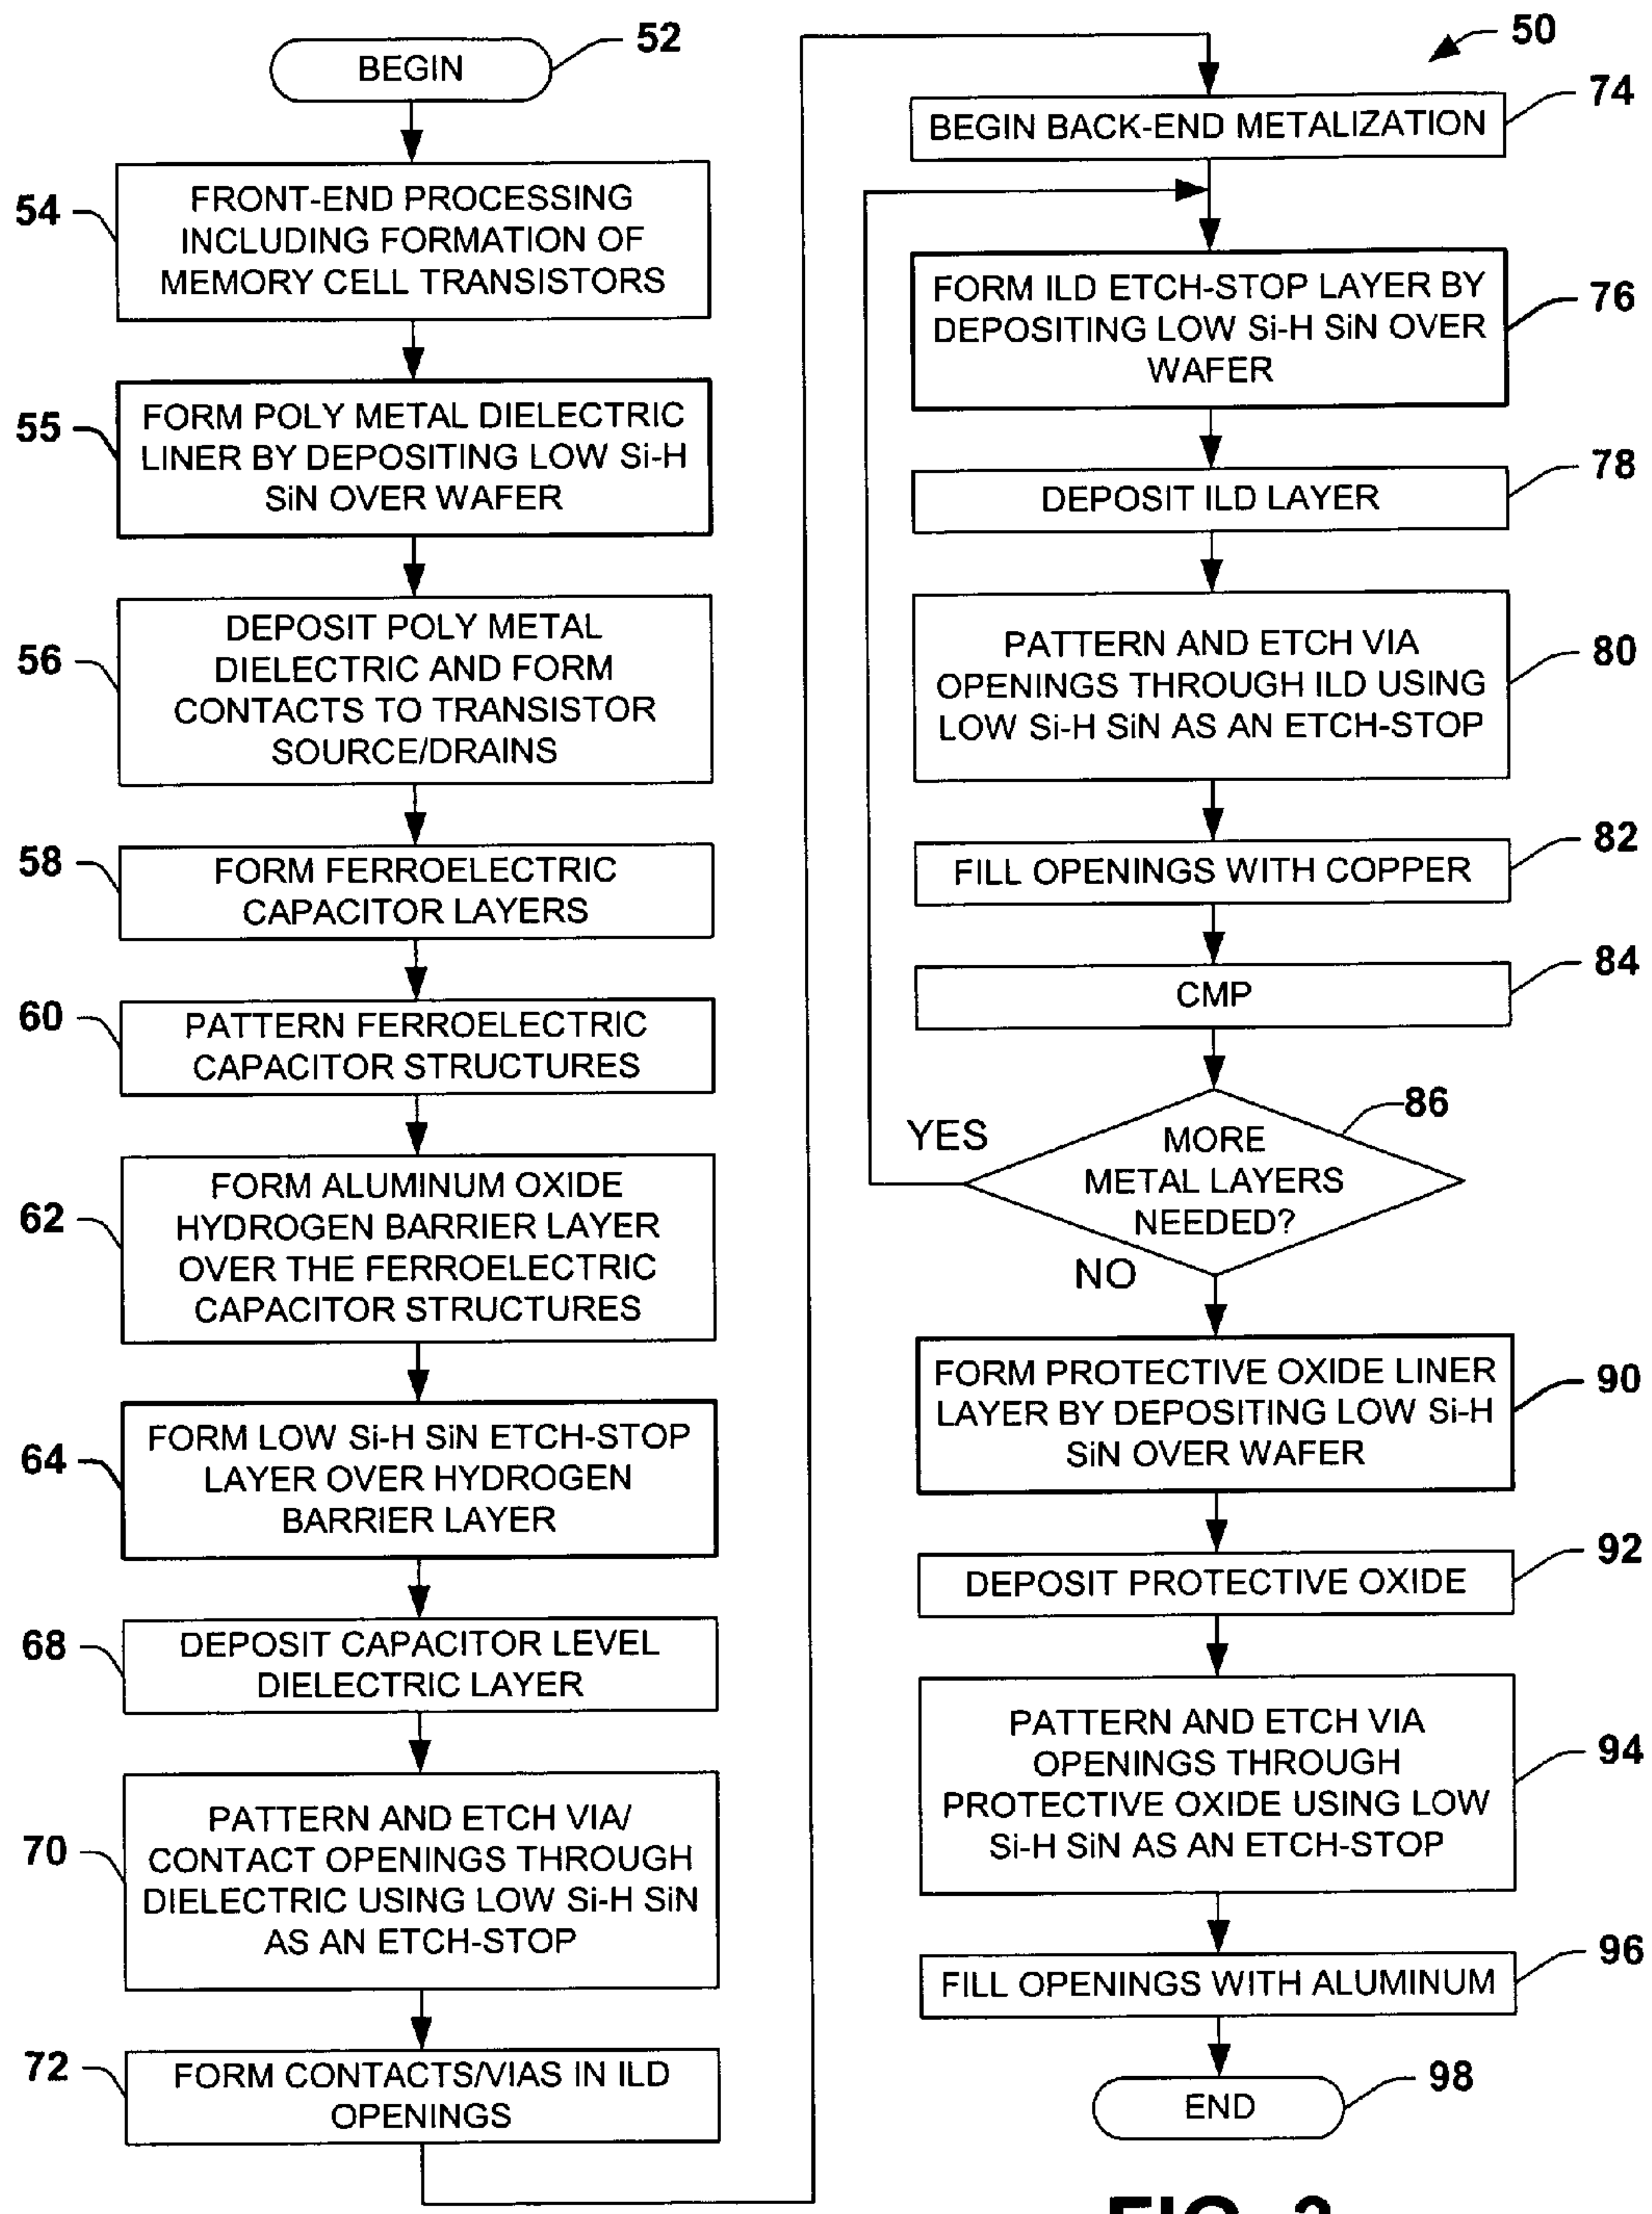 BEGIN
52
54
FRONT-END PROCESSING
INCLUDING FORMATION OF
MEMORY CELL TRANSISTORS
55
FORM POLY METAL DIELECTRIC
LINER BY DEPOSITING LOW Si-H
SiN OVER WAFER
56
DEPOSIT POLY METAL
DIELECTRIC AND FORM
CONTACTS TO TRANSISTOR
SOURCE/DRAINS
58
FORM FERROELECTRIC
CAPACITOR LAYERS
60
PATTERN FERROELECTRIC
CAPACITOR STRUCTURES
62
FORM ALUMINUM OXIDE
HYDROGEN BARRIER LAYER
OVER THE FERROELECTRIC
CAPACITOR STRUCTURES
64
FORM LOW Si-H SiN ETCH-STOP
LAYER OVER HYDROGEN
BARRIER LAYER
68
DEPOSIT CAPACITOR LEVEL
DIELECTRIC LAYER
70
PATTERN AND ETCH VIA/
CONTACT OPENINGS THROUGH
DIELECTRIC USING LOW Si-H SiN
AS AN ETCH-STOP
72
FORM CONTACTS/VIAS IN ILD
OPENINGS
50
74
BEGIN BACK-END METALIZATION
76
FORM ILD ETCH-STOP LAYER BY
DEPOSITING LOW Si-H SiN OVER
WAFER
78
DEPOSIT ILD LAYER
80
PATTERN AND ETCH VIA
OPENINGS THROUGH ILD USING
LOW Si-H SiN AS AN ETCH-STOP
82
FILL OPENINGS WITH COPPER
84
CMP
86
YES
MORE
METAL LAYERS
NEEDED?
NO
90
FORM PROTECTIVE OXIDE LINER
LAYER BY DEPOSITING LOW Si-H
SiN OVER WAFER
92
DEPOSIT PROTECTIVE OXIDE
94
PATTERN AND ETCH VIA
OPENINGS THROUGH
PROTECTIVE OXIDE USING LOW
Si-H SiN AS AN ETCH-STOP
96
FILL OPENINGS WITH ALUMINUM
98
END